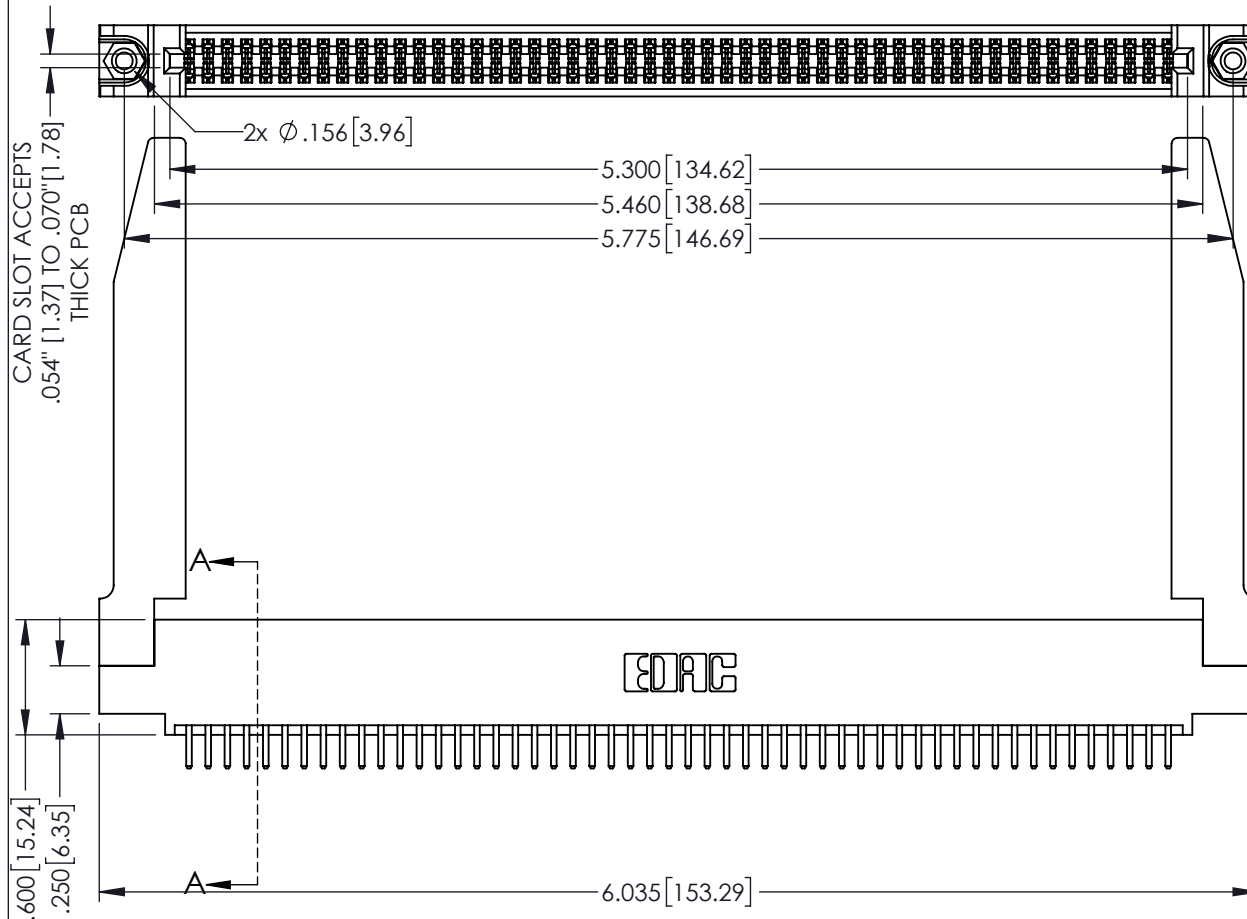 2x Ø .156[3.96]
CARD SLOT ACCEPTS
.054" [1.37] TO .070"[1.78]
THICK PCB
5.300[134.62]
5.460[138.68]
5.775[146.69]
A
EDAC
.600[15.24]
.250[6.35]
A
6.035[153.29]